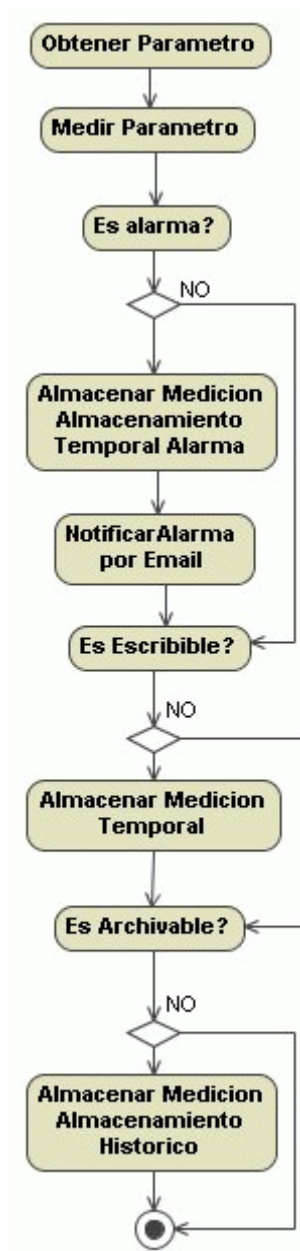 Obtener Parametro
Medir Parametro
Es alarma?
NO
Almacenar Medicion
Almacenamiento
Temporal Alarma
NotificarAlarma
por Email
Es Escribible?
NO
Almacenar Medicion
Temporal
Es Archivable?
NO
Almacenar Medicion
Almacenamiento
Historico